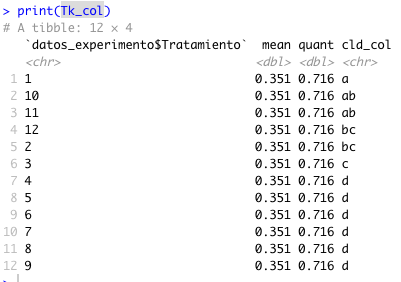 > print(Tk_col)
# A tibble: 12 × 4
`datos_experimento$Tratamiento` mean quant cld_col
<chr> <dbl> <dbl> <chr>
1 1 0.351 0.716 a
2 10 0.351 0.716 ab
3 11 0.351 0.716 ab
4 12 0.351 0.716 bc
5 2 0.351 0.716 bc
6 3 0.351 0.716 c
7 4 0.351 0.716 d
8 5 0.351 0.716 d
9 6 0.351 0.716 d
10 7 0.351 0.716 d
11 8 0.351 0.716 d
12 9 0.351 0.716 d
>